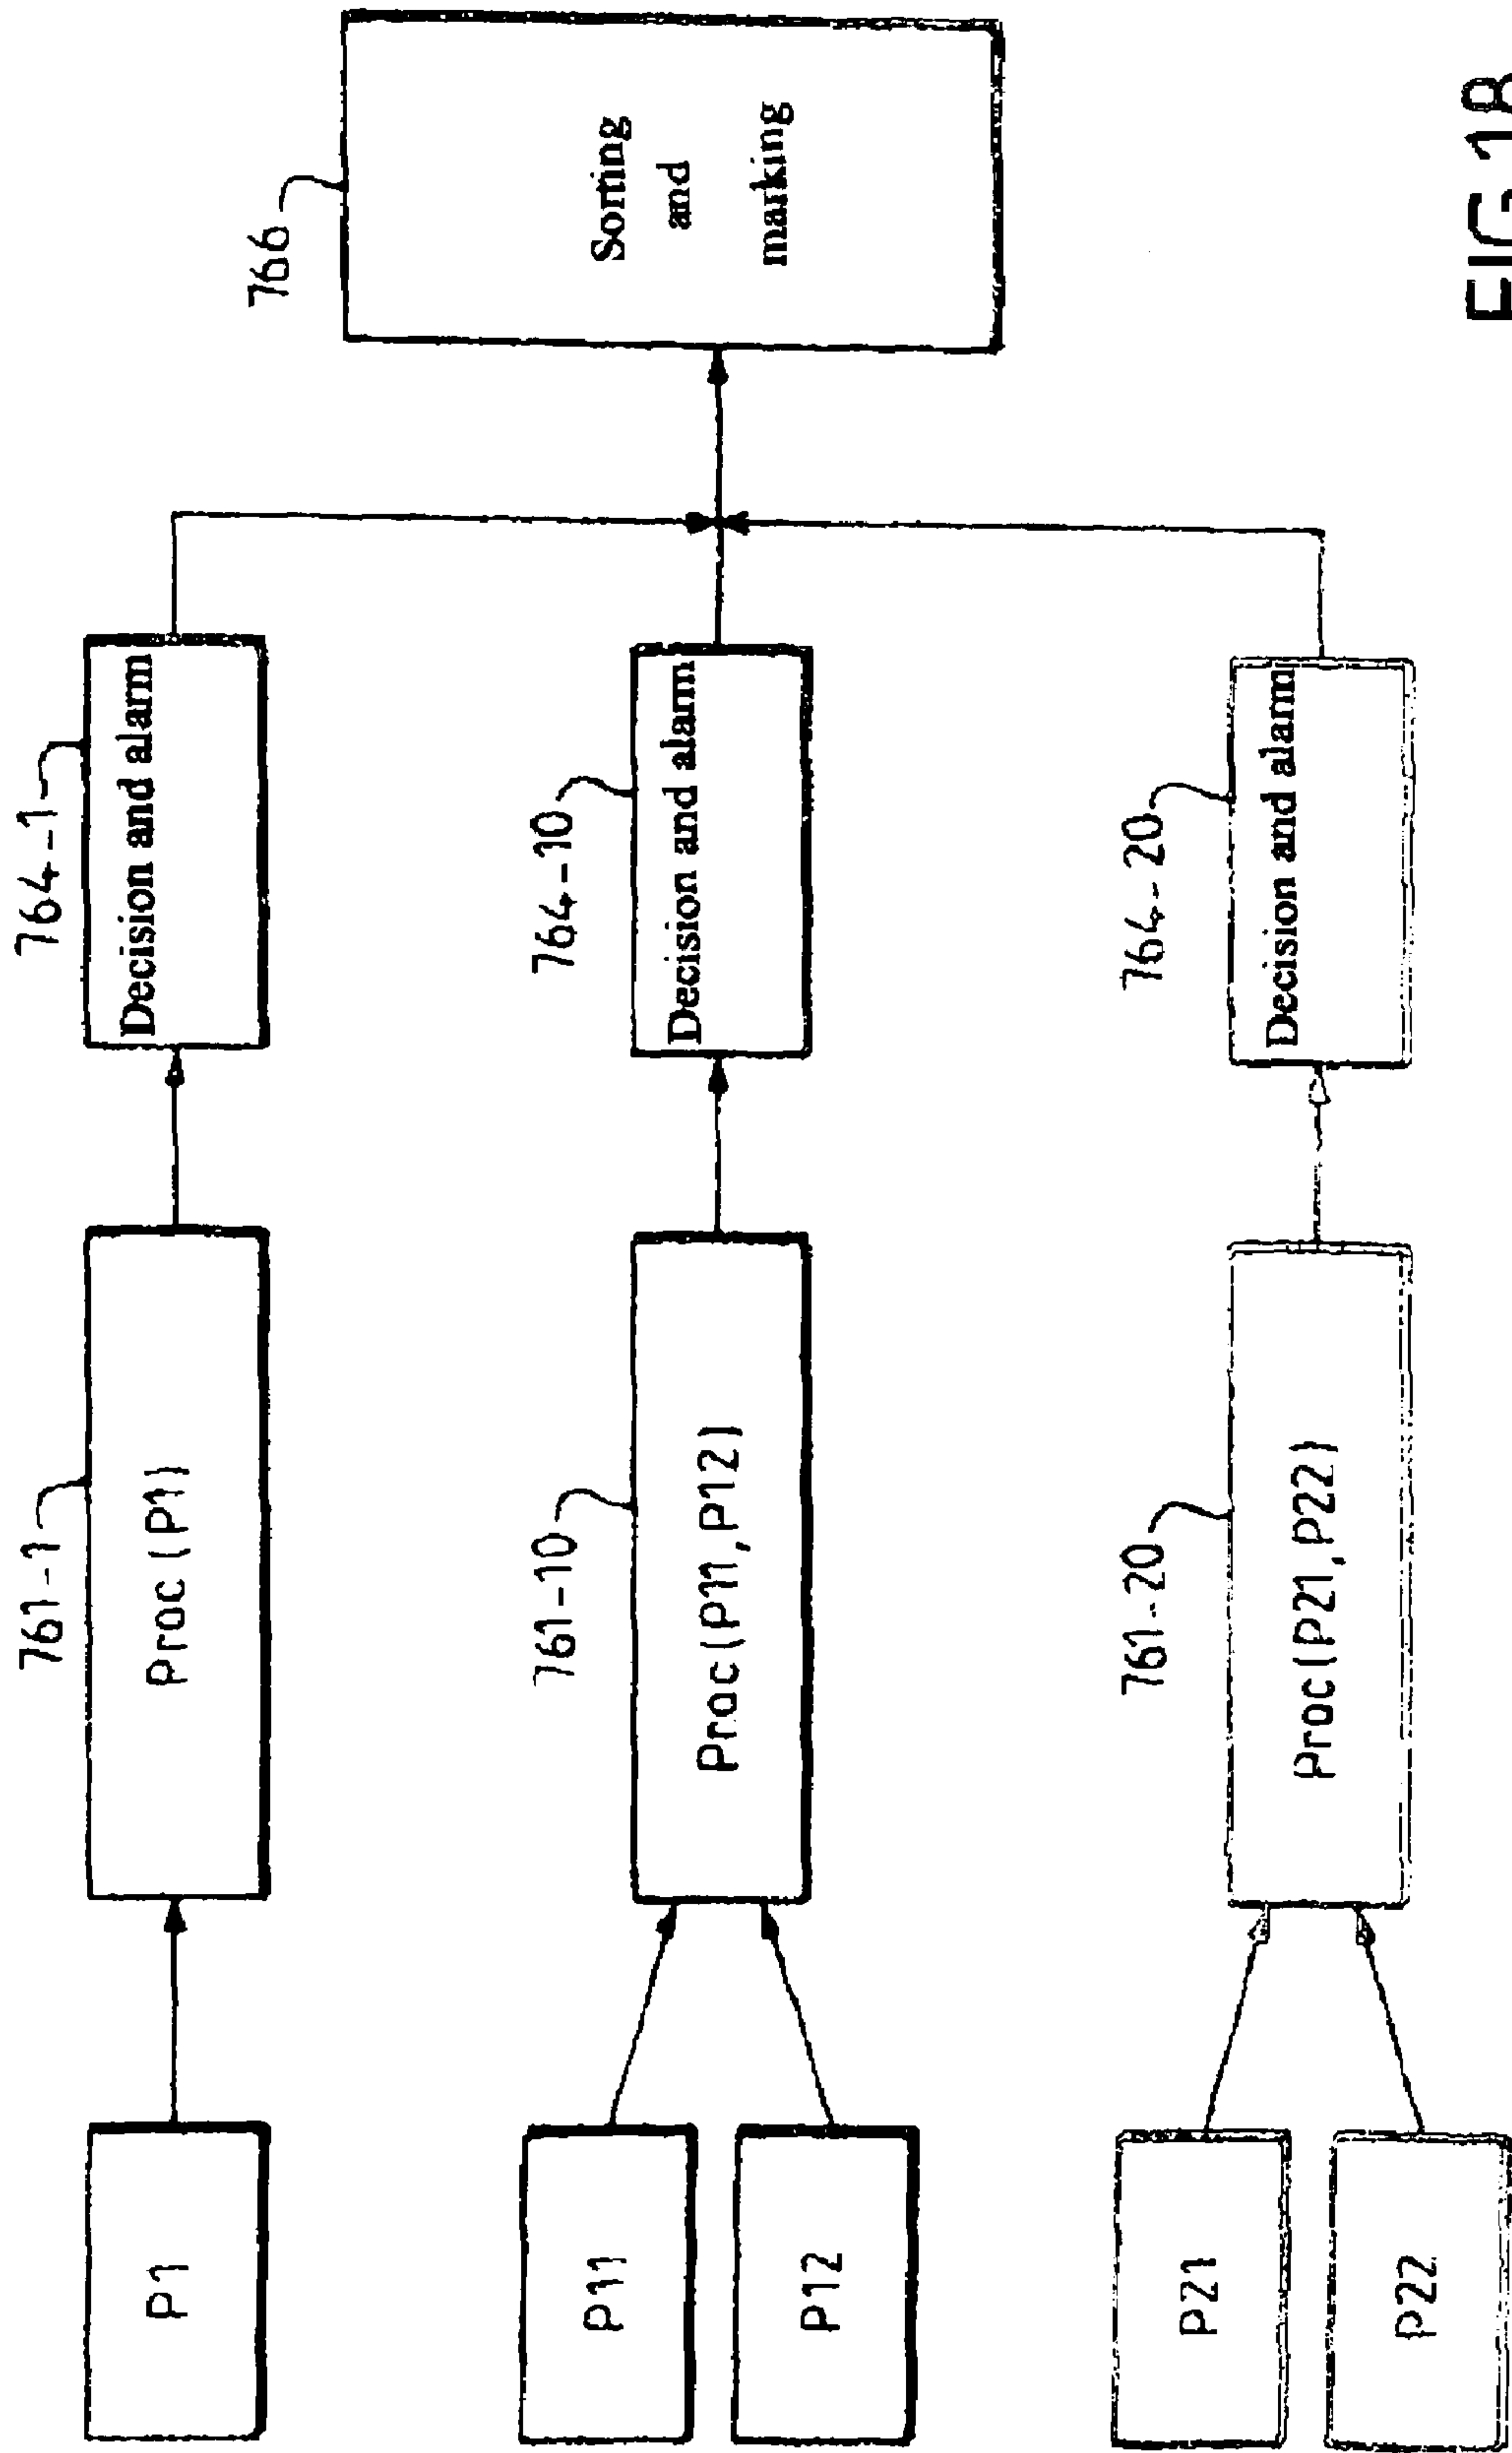 P1
761-1
Proc(P1)
764-1
Decision and alarm
P11
P12
761-10
Proc(P11,P12)
764-10
Decision and alarm
766
Sorting
and
marking
P21
P22
761-20
Proc(P21,P22)
764-20
Decision and alarm
FIG.18